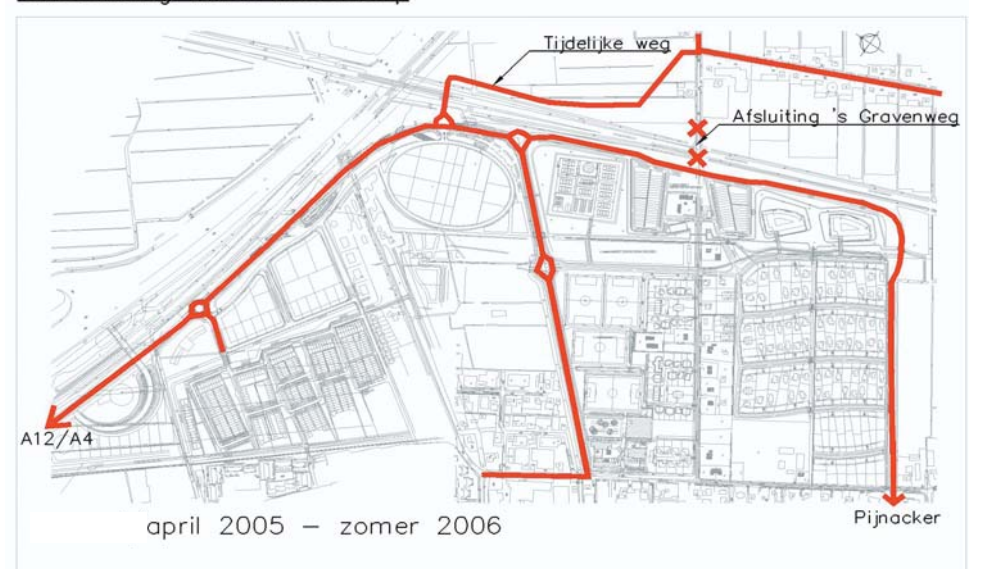 Tijdelijke weg
Afsluiting 's Gravenweg
A12/A4
Pijnacker
april 2005 – zomer 2006